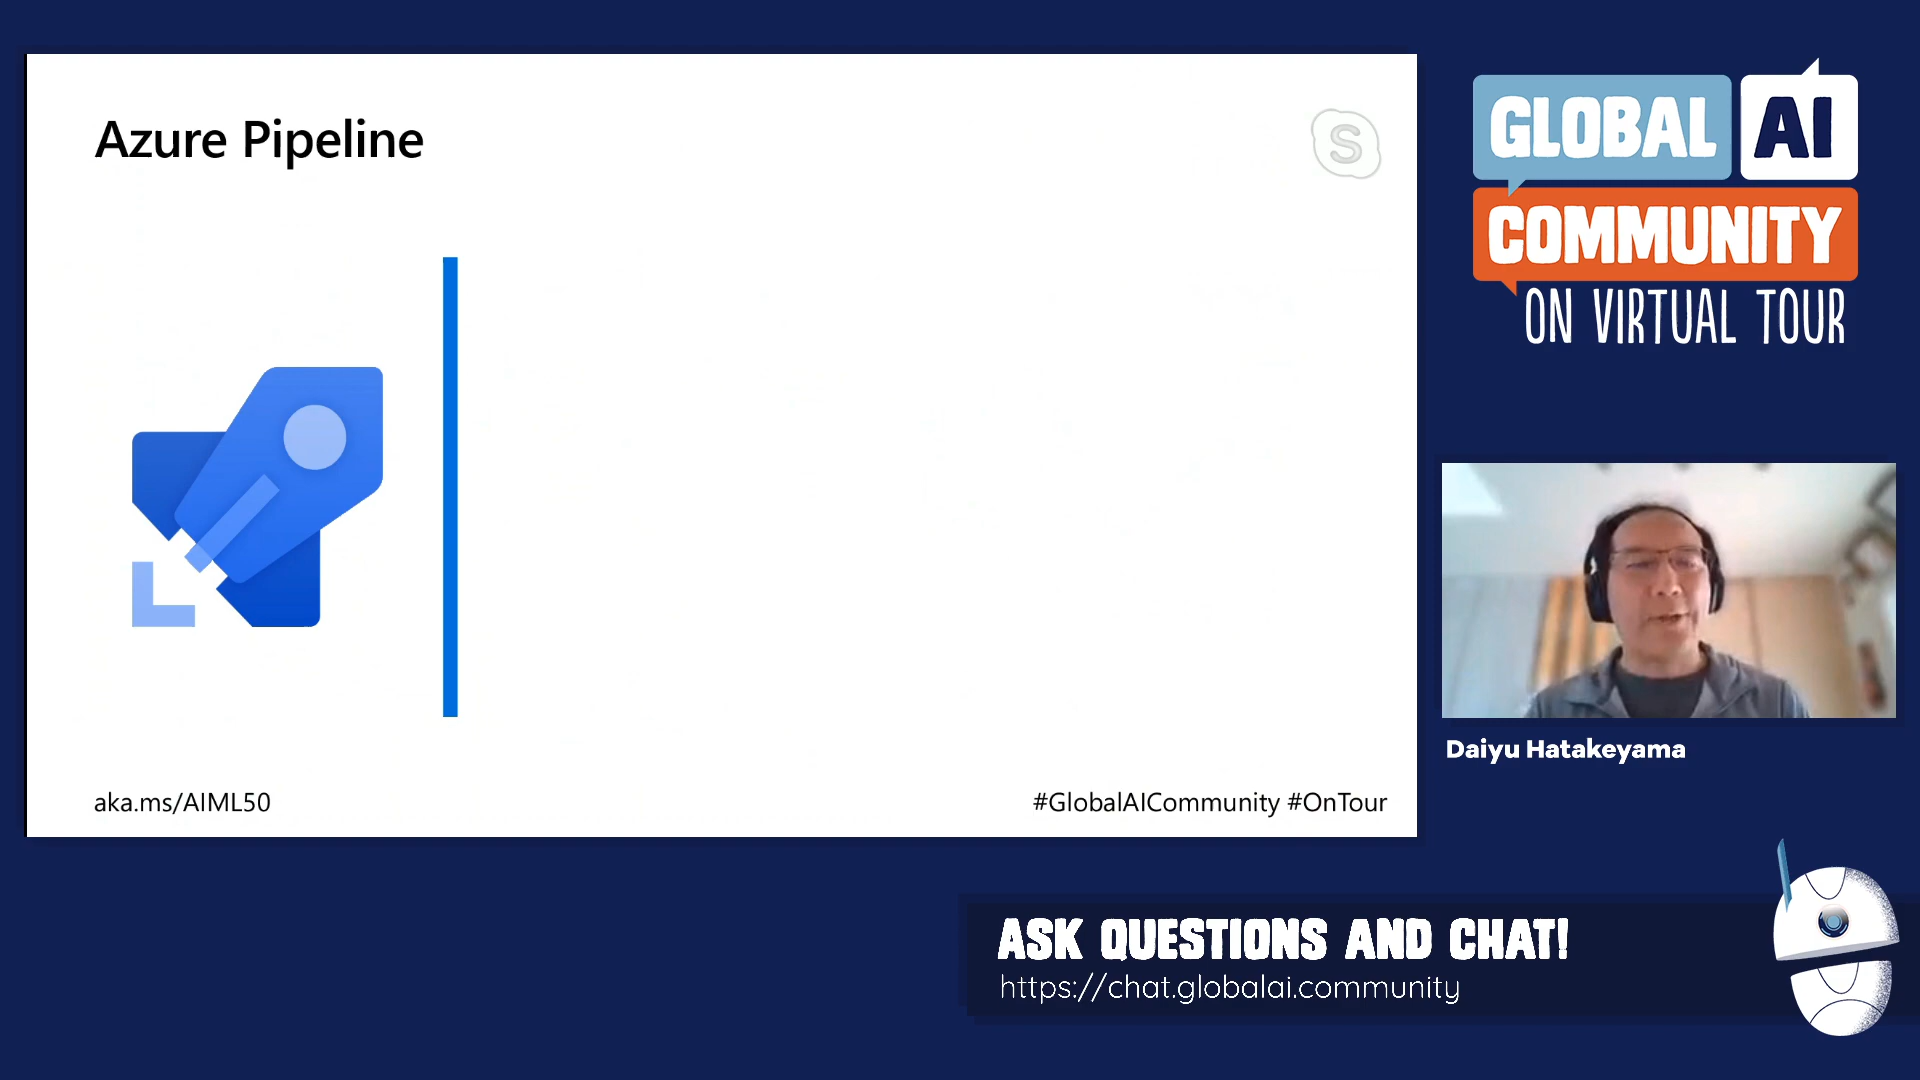 Azure Pipeline
S
aka.ms/AIML50
#GlobalAICommunity #OnTour
GLOBAL AI
COMMUNITY
ON VIRTUAL TOUR
Daiyu Hatakeyama
ASK QUESTIONS AND CHAT!
https://chat.globalai.community